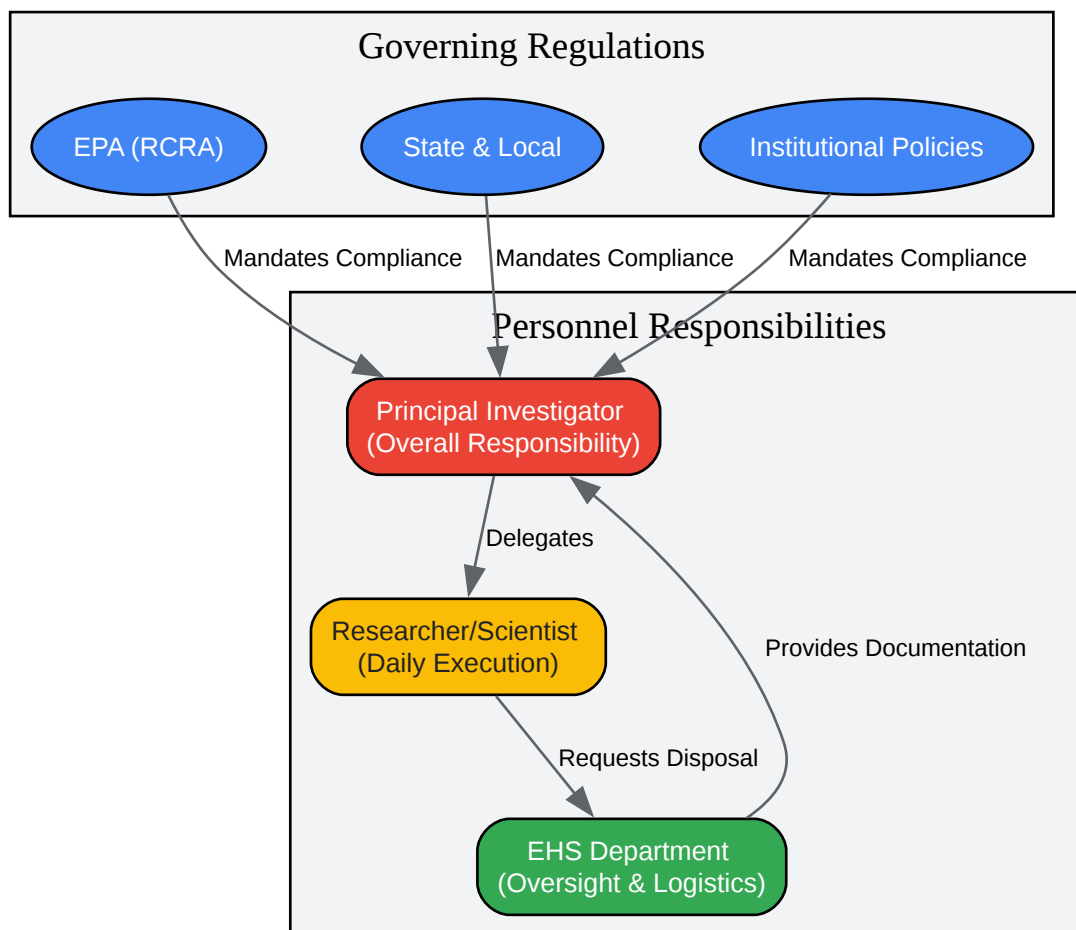 Governing Regulations
EPA (RCRA)
State & Local
Institutional Policies
Mandates Compliance
Mandates Compliance
Mandates Compliance
Personnel Responsibilities
Principal Investigator
(Overall Responsibility)
Delegates
Researcher/Scientist
(Daily Execution)
Provides Documentation
Requests Disposal
EHS Department
(Oversight & Logistics)